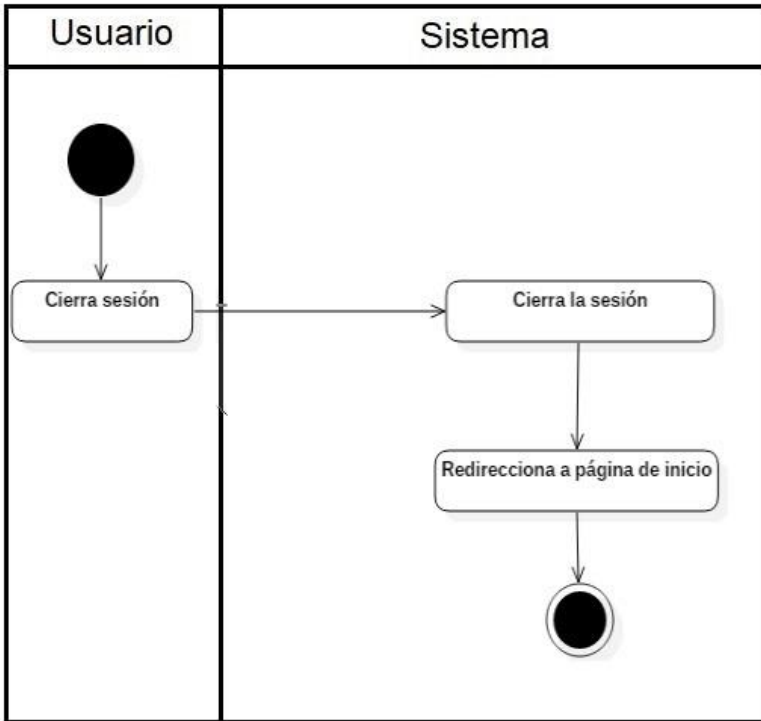 Usuario
Sistema
Cierra sesión
Cierra la sesión
Redirecciona a página de inicio